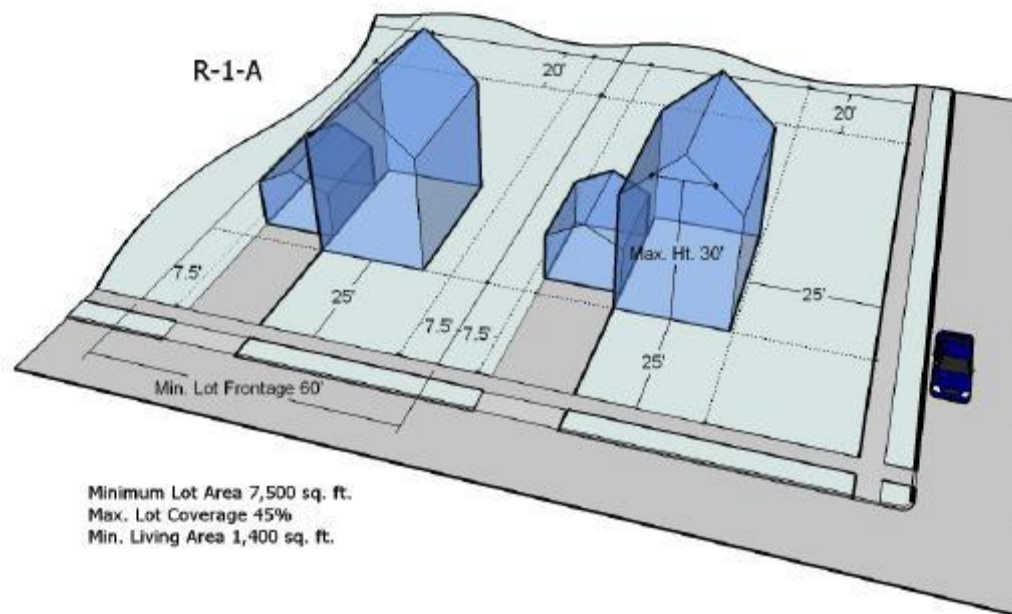 R-1-A
20'
20'
Max. Ht. 30'
7.5'
25'
25'
7.5'
7.5'
25'
Min. Lot Frontage 60'
Minimum Lot Area 7,500 sq. ft.
Max. Lot Coverage 45%
Min. Living Area 1,400 sq. ft.